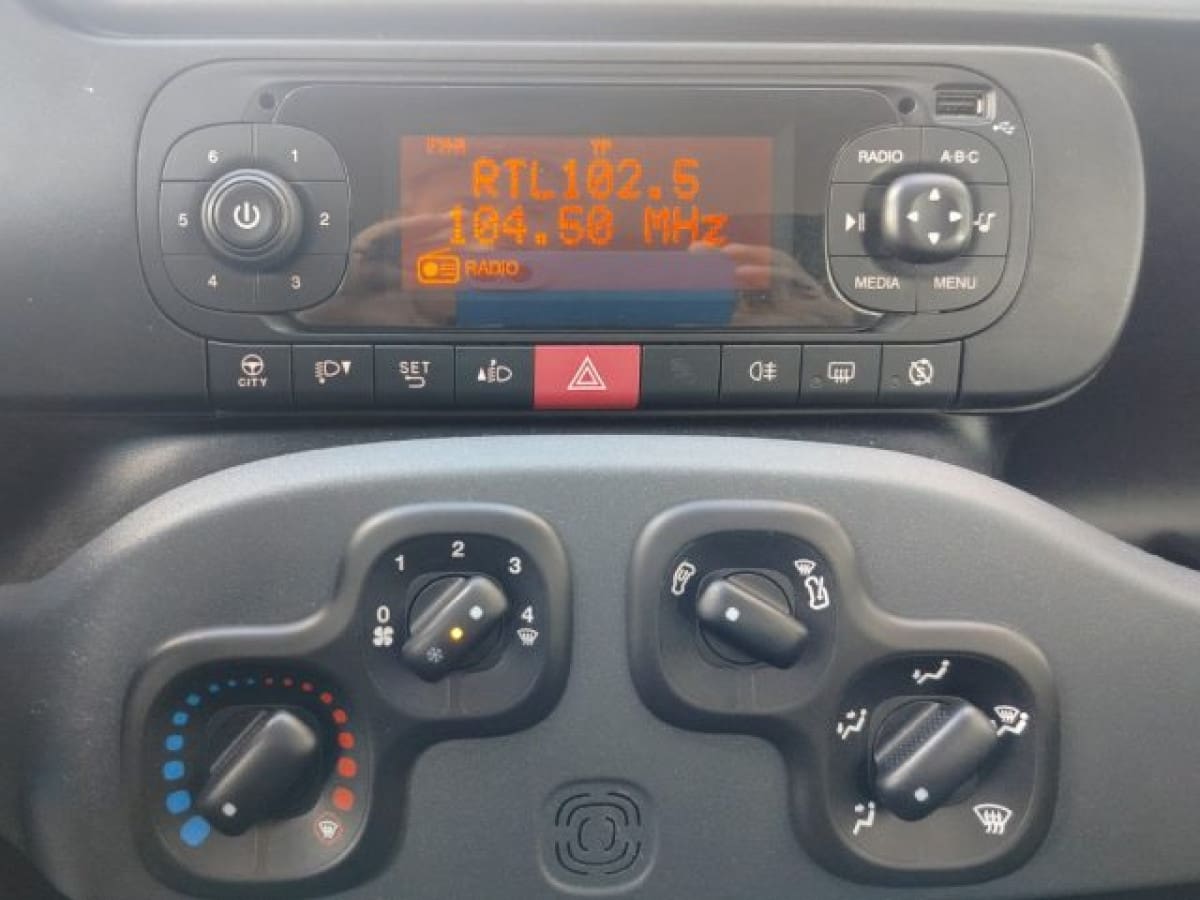 RTL102.5
104.50 MHz
RADIO
6 1
5 2
4 3
RADIO A·B·C
MEDIA MENU
CITY
SET
0 1 2 3 4